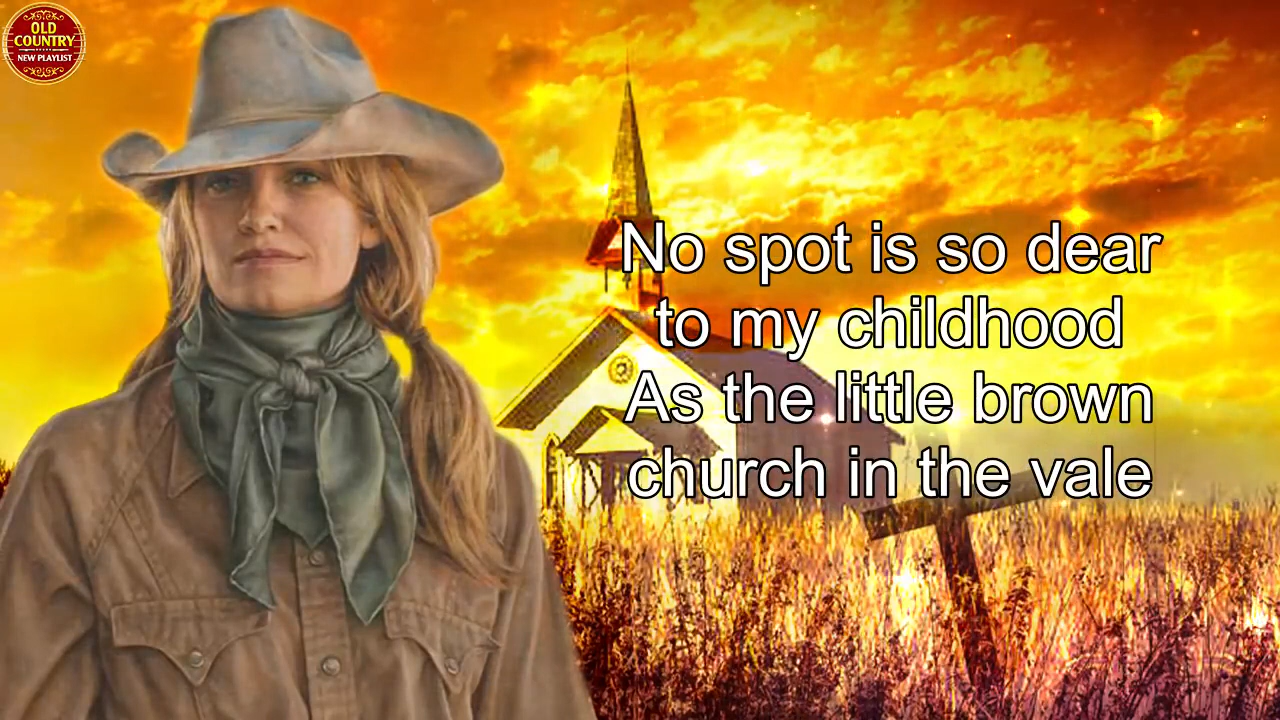 OLD
COUNTRY
NEW PLAYLIST
No spot is so dear
to my childhood
As the little brown
church in the vale